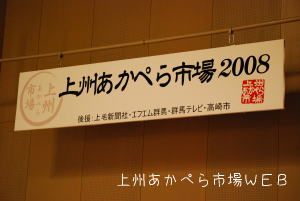 上州あかぺら市場2008
後援：上毛新聞社・エフエム群馬・群馬テレビ・高崎市
上州あかぺら市場WEB